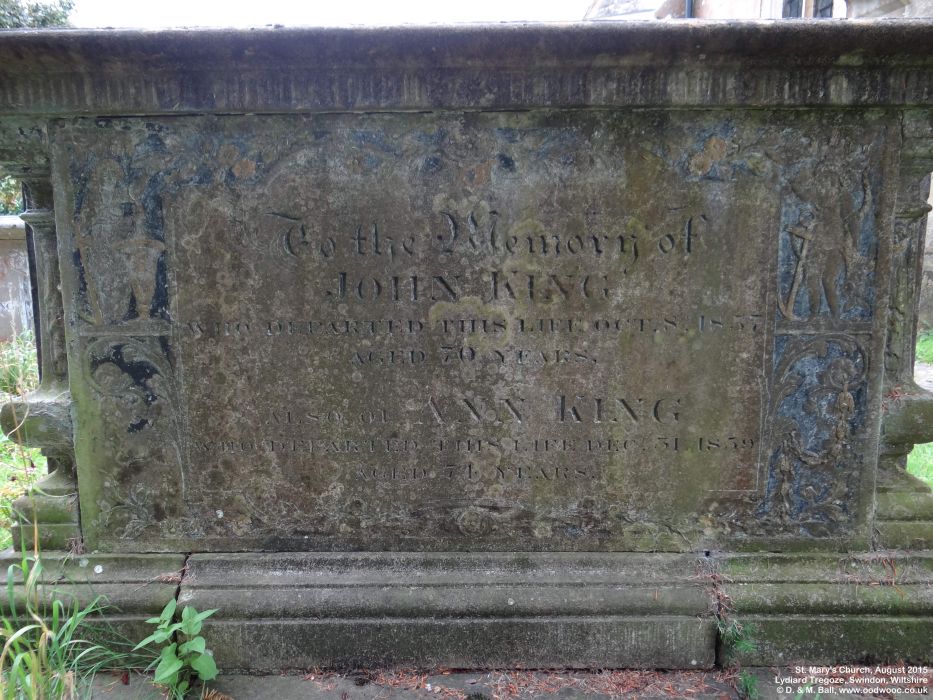 To the Memory of
JOHN KING
WHO DEPARTED THIS LIFE OCT. 8, 1837
AGED 70 YEARS.
ALSO OF ANN KING
WHO DEPARTED THIS LIFE DEC. 31, 1839
AGED 74 YEARS.
St. Mary's Church, August 2015
Lydiard Tregoze, Swindon, Wiltshire
© D. & M. Ball, www.oodwooc.co.uk